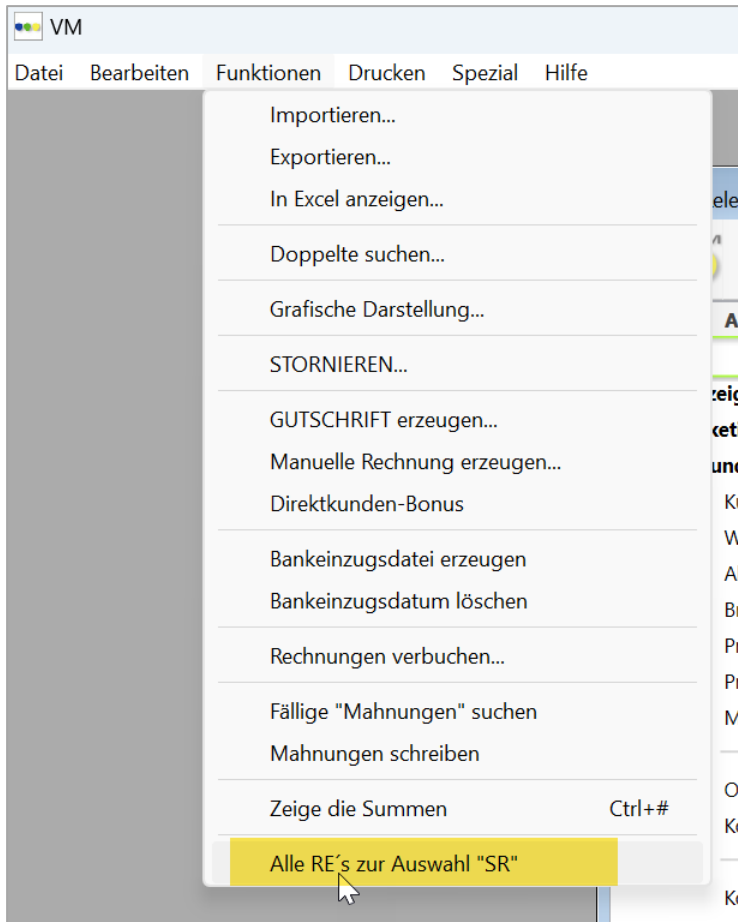 VM
Datei Bearbeiten Funktionen Drucken Spezial Hilfe
Importieren...
Exportieren...
In Excel anzeigen...
Doppelte suchen...
Grafische Darstellung...
STORNIEREN...
GUTSCHRIFT erzeugen...
Manuelle Rechnung erzeugen...
Direktkunden-Bonus
Bankeinzugsdatei erzeugen
Bankeinzugsdatum löschen
Rechnungen verbuchen...
Fällige "Mahnungen" suchen
Mahnungen schreiben
Zeige die Summen Ctrl+#
Alle RE´s zur Auswahl "SR"